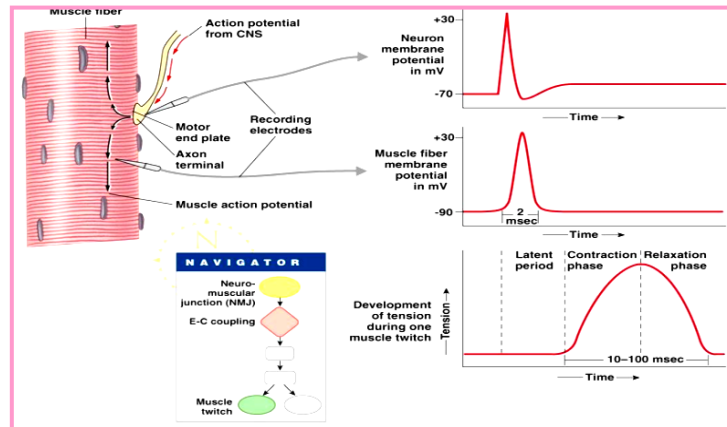 Muscle fiber
Action potential
from CNS
Motor
end plate
Axon
terminal
Recording
electrodes
Muscle action potential
Neuron
membrane
potential
in mV
+30
-70
Time
Muscle fiber
membrane
potential
in mV
+30
-90
2
msec
Time
NAVIGATOR
Neuro-
muscular
junction (NMJ)
E-C coupling
Muscle
twitch
Development
of tension
during one
muscle twitch
Tension
Latent
period
Contraction
phase
Relaxation
phase
10–100 msec
Time